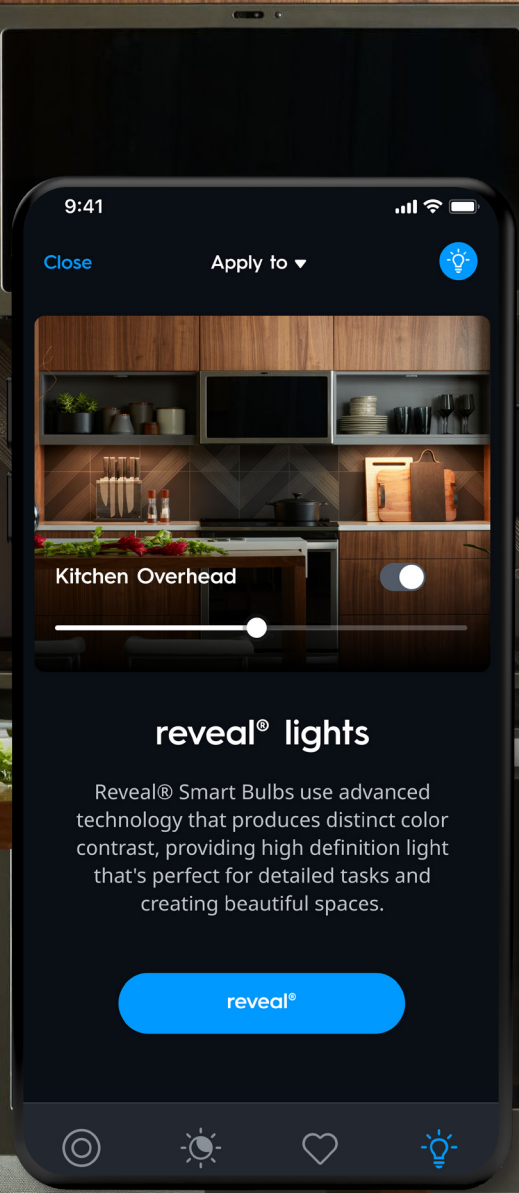 9:41
Close
Apply to
Kitchen Overhead
reveal® lights
Reveal® Smart Bulbs use advanced
technology that produces distinct color
contrast, providing high definition light
that's perfect for detailed tasks and
creating beautiful spaces.
reveal®